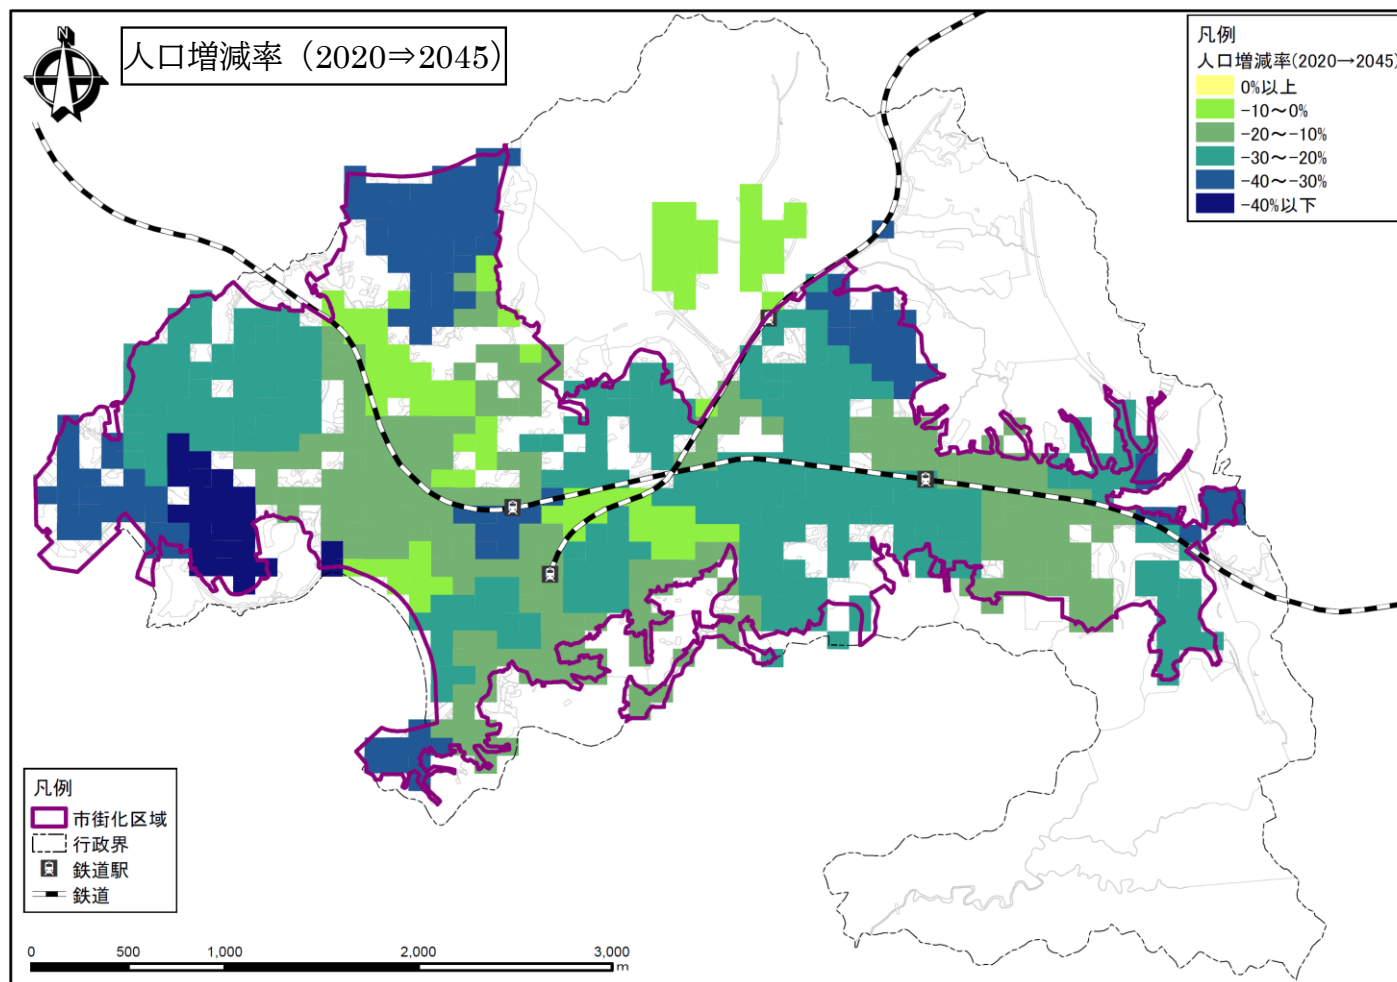 N
人口増減率（2020⇒2045）
凡例
人口増減率(2020→2045)
0%以上
-10～0%
-20～-10%
-30～-20%
-40～-30%
-40%以下
凡例
市街化区域
行政界
鉄道駅
鉄道
0 500 1,000 2,000 3,000
m